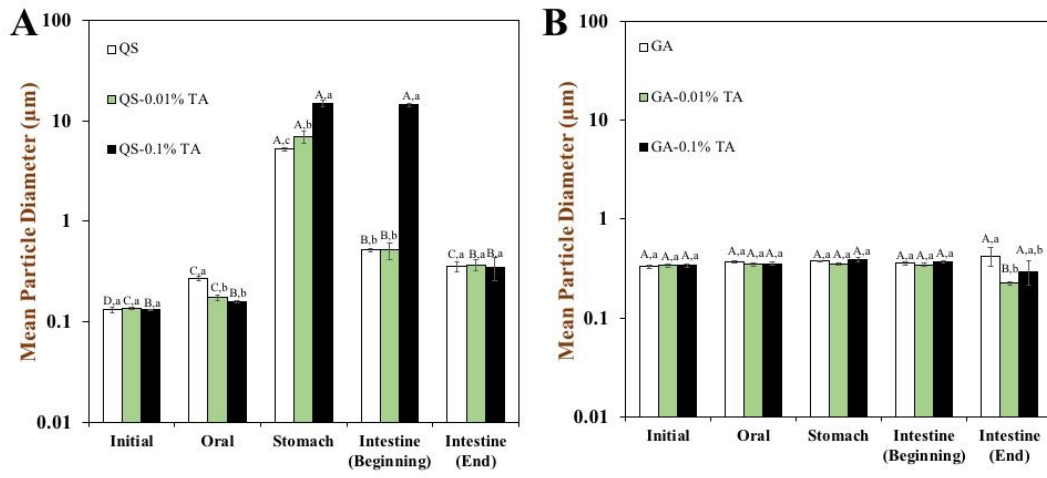 A
Mean Particle Diameter (µm)
100
10
1
0.1
0.01
QS
QS-0.01% TA
QS-0.1% TA
D,a C,a B,a
C,a
C,b
B,b
A,c
A,b
A,a
B,b B,b
A,a
C,a B,a B,a
Initial Oral Stomach Intestine (Beginning) Intestine (End)
B
Mean Particle Diameter (µm)
100
10
1
0.1
0.01
GA
GA-0.01% TA
GA-0.1% TA
A,a A,a A,a
A,a A,a A,a
A,a A,a A,a
A,a A,a A,a
A,a
B,b
A,a,b
Initial Oral Stomach Intestine (Beginning) Intestine (End)